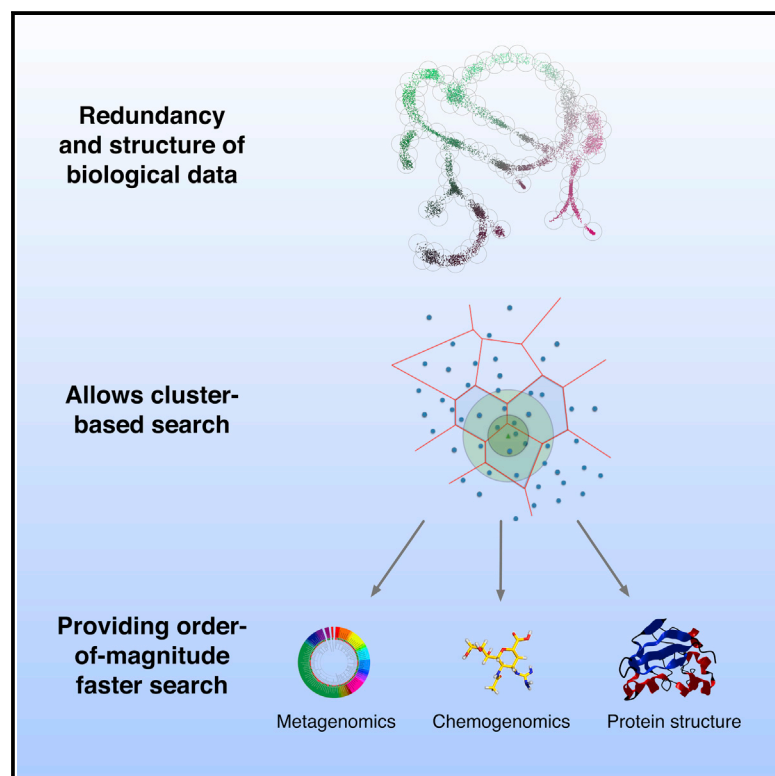 Redundancy
and structure of
biological data
Allows cluster-
based search
Providing order-
of-magnitude
faster search
Metagenomics
Chemogenomics
Protein structure